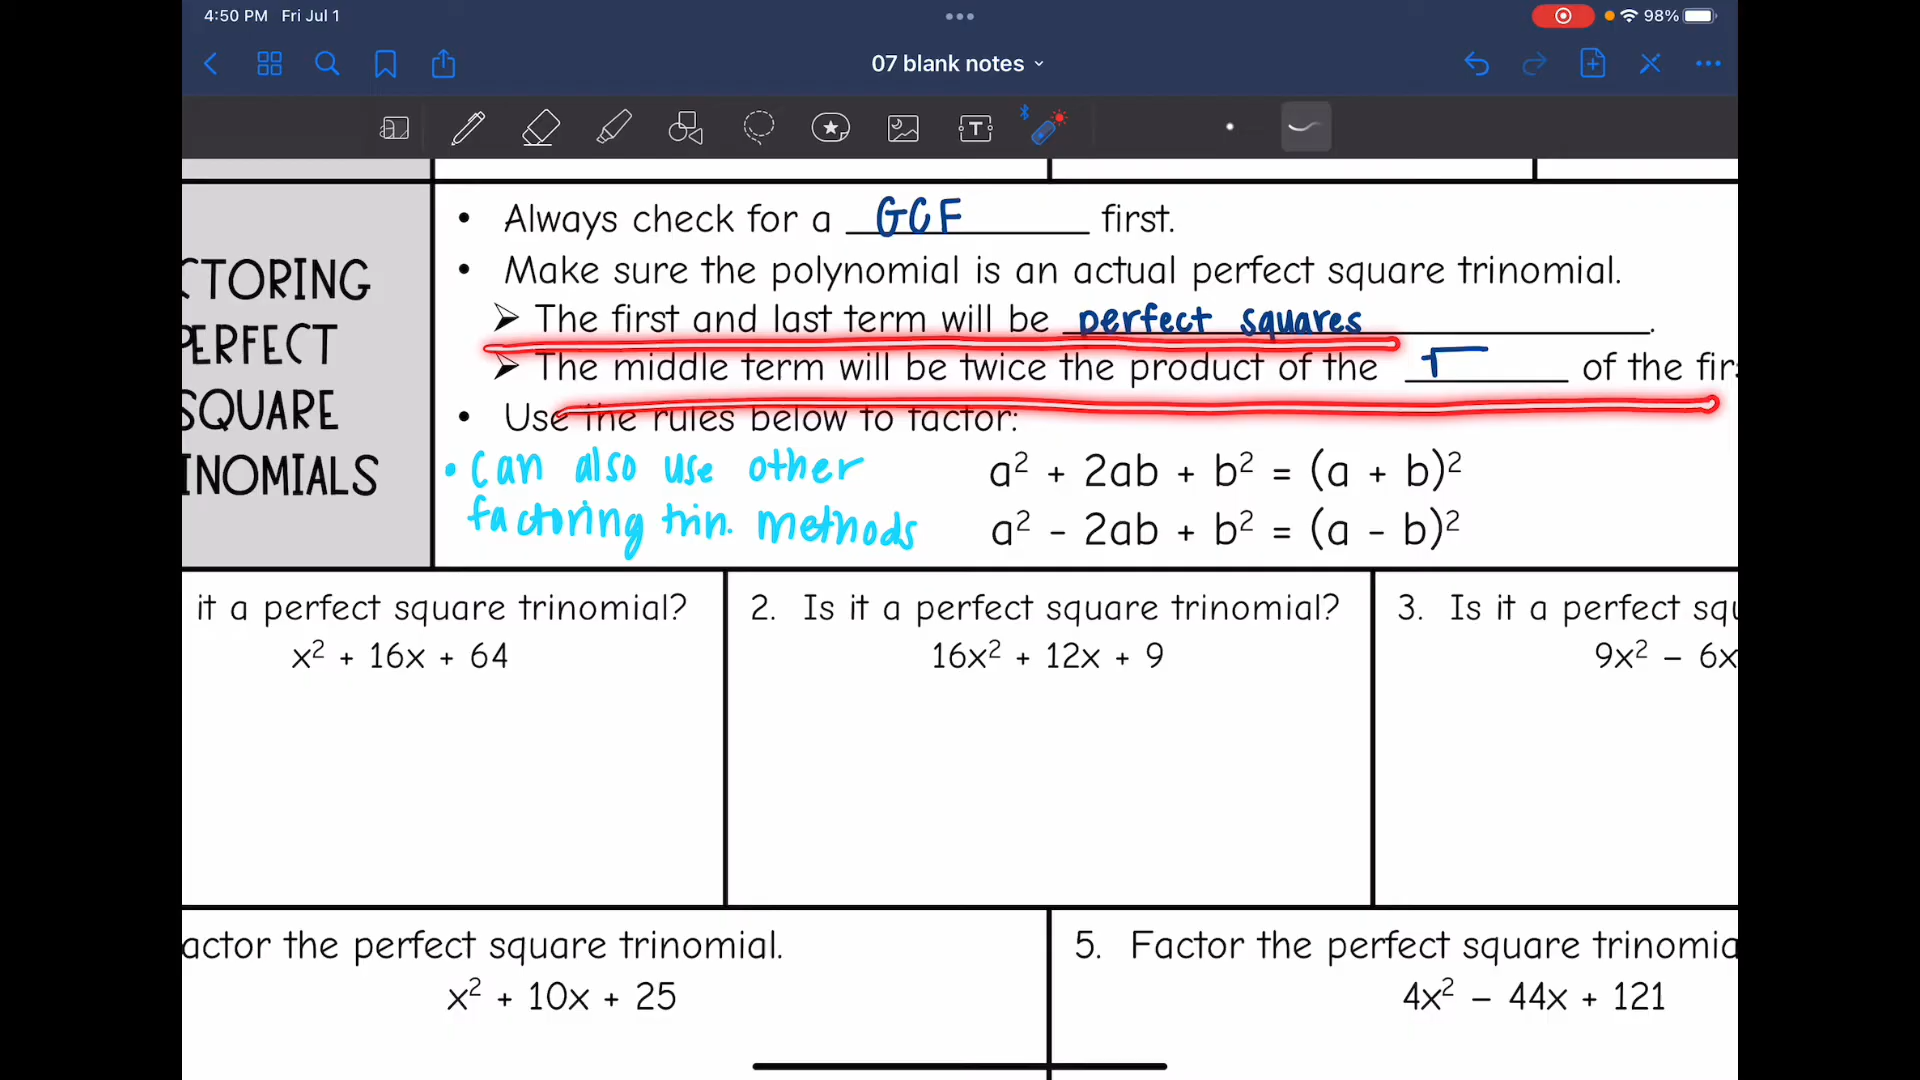 4:50 PM Fri Jul 1
98%
07 blank notes
T
CTORING
PERFECT
SQUARE
INOMIALS
• Always check for a GCF first.
• Make sure the polynomial is an actual perfect square trinomial.
➢ The first and last term will be perfect squares.
➢ The middle term will be twice the product of the √ of the fir
• Use the rules below to factor:
• can also use other
factoring trin. methods
a² + 2ab + b² = (a + b)²
a² - 2ab + b² = (a - b)²
it a perfect square trinomial?
x² + 16x + 64
2. Is it a perfect square trinomial?
16x² + 12x + 9
3. Is it a perfect squ
9x² – 6x
actor the perfect square trinomial.
x² + 10x + 25
5. Factor the perfect square trinomia
4x² – 44x + 121